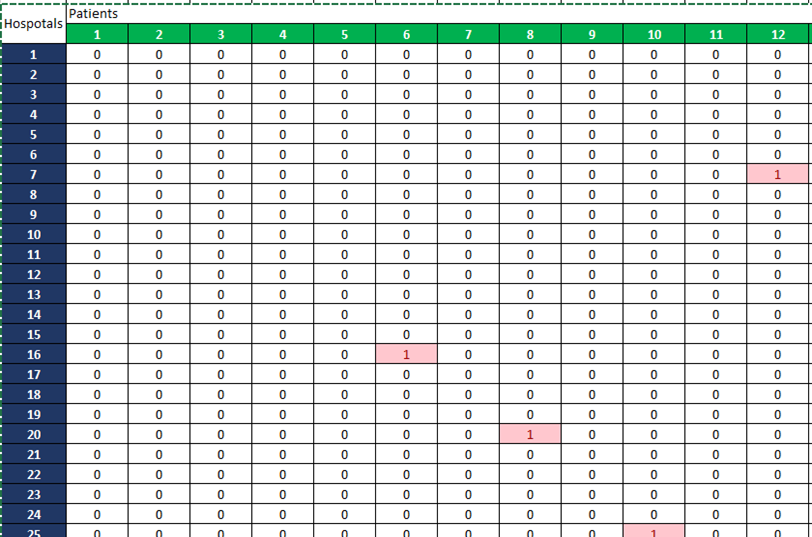 Patients
Hospotals
1 2 3 4 5 6 7 8 9 10 11 12
1 0 0 0 0 0 0 0 0 0 0 0 0
2 0 0 0 0 0 0 0 0 0 0 0 0
3 0 0 0 0 0 0 0 0 0 0 0 0
4 0 0 0 0 0 0 0 0 0 0 0 0
5 0 0 0 0 0 0 0 0 0 0 0 0
6 0 0 0 0 0 0 0 0 0 0 0 0
7 0 0 0 0 0 0 0 0 0 0 0 1
8 0 0 0 0 0 0 0 0 0 0 0 0
9 0 0 0 0 0 0 0 0 0 0 0 0
10 0 0 0 0 0 0 0 0 0 0 0 0
11 0 0 0 0 0 0 0 0 0 0 0 0
12 0 0 0 0 0 0 0 0 0 0 0 0
13 0 0 0 0 0 0 0 0 0 0 0 0
14 0 0 0 0 0 0 0 0 0 0 0 0
15 0 0 0 0 0 0 0 0 0 0 0 0
16 0 0 0 0 0 1 0 0 0 0 0 0
17 0 0 0 0 0 0 0 0 0 0 0 0
18 0 0 0 0 0 0 0 0 0 0 0 0
19 0 0 0 0 0 0 0 0 0 0 0 0
20 0 0 0 0 0 0 0 1 0 0 0 0
21 0 0 0 0 0 0 0 0 0 0 0 0
22 0 0 0 0 0 0 0 0 0 0 0 0
23 0 0 0 0 0 0 0 0 0 0 0 0
24 0 0 0 0 0 0 0 0 0 0 0 0
25 0 0 0 0 0 0 0 0 0 1 0 0